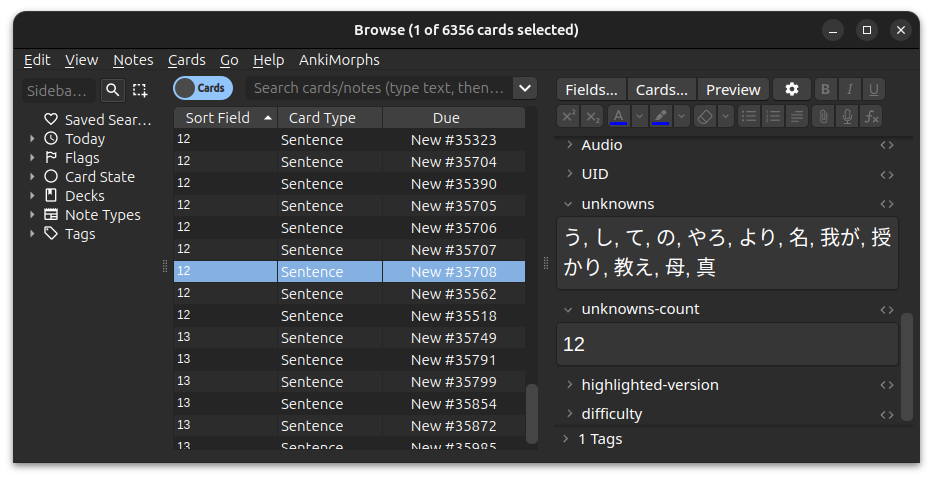 Browse (1 of 6356 cards selected)
Edit View Notes Cards Go Help AnkiMorphs
Sideba…
Saved Sear…
Today
Flags
Card State
Decks
Note Types
Tags
Cards
Search cards/notes (type text, then…
Sort Field Card Type Due
12 Sentence New #35323
12 Sentence New #35704
12 Sentence New #35390
12 Sentence New #35705
12 Sentence New #35706
12 Sentence New #35707
12 Sentence New #35708
12 Sentence New #35562
12 Sentence New #35518
13 Sentence New #35749
13 Sentence New #35791
13 Sentence New #35799
13 Sentence New #35854
13 Sentence New #35872
13 Sentence New #35985
Fields… Cards… Preview B I U
x² x₂ A fx
Audio
UID
unknowns
う, し, て, の, やろ, より, 名, 我が, 授
かり, 教え, 母, 真
unknowns-count
12
highlighted-version
difficulty
1 Tags